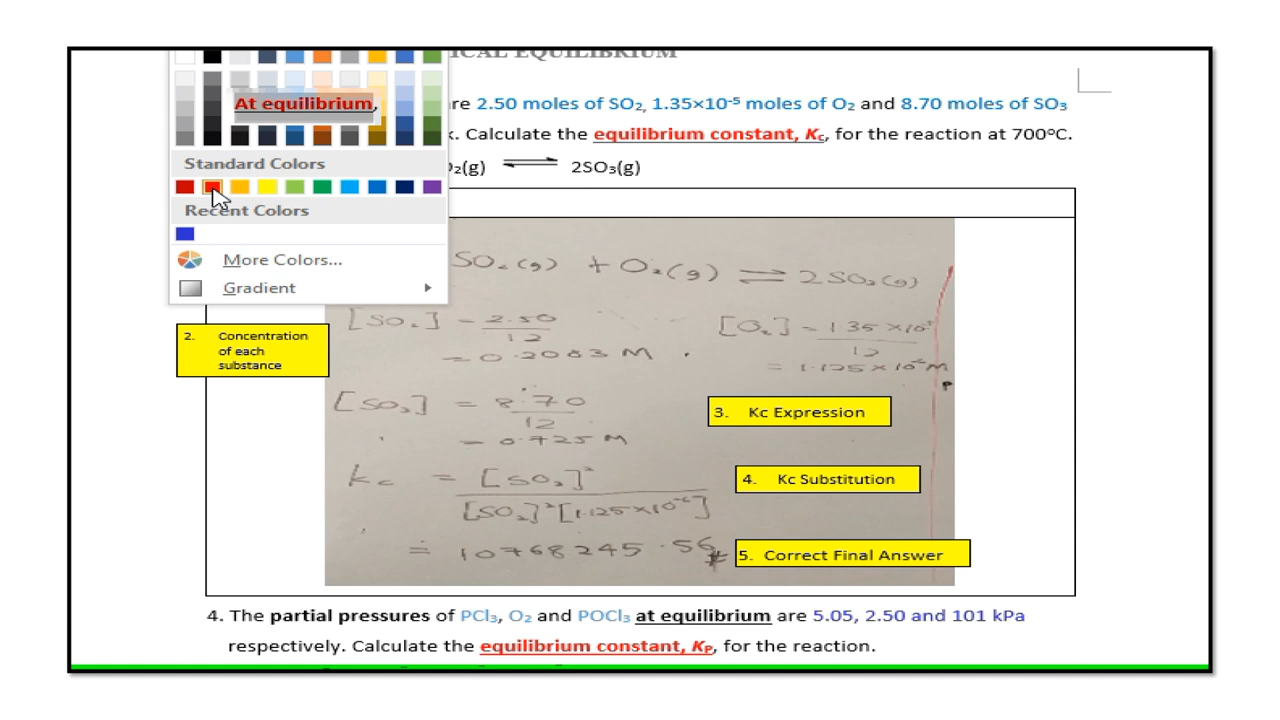 ICAL EQUILIBRIUM
At equilibrium, re 2.50 moles of SO₂, 1.35×10⁻⁵ moles of O₂ and 8.70 moles of SO₃
k. Calculate the equilibrium constant, Kc, for the reaction at 700°C.
Standard Colors
O₂(g) ⇌ 2SO₃(g)
Recent Colors
More Colors...
Gradient
SO₂(g) + O₂(g) ⇌ 2SO₃(g)
[SO₂] = 2.50 / 12
= 0.2083 M
[O₂] = 1.35 × 10⁻⁵ / 12
= 1.125 × 10⁻⁶ M
2. Concentration
of each
substance
[SO₃] = 8.70 / 12
= 0.725 M
3. Kc Expression
Kc = [SO₃]² / [SO₂]²[1.125×10⁻⁶]
4. Kc Substitution
= 10768245.56
5. Correct Final Answer
4. The partial pressures of PCl₃, O₂ and POCl₃ at equilibrium are 5.05, 2.50 and 101 kPa
respectively. Calculate the equilibrium constant, KP, for the reaction.